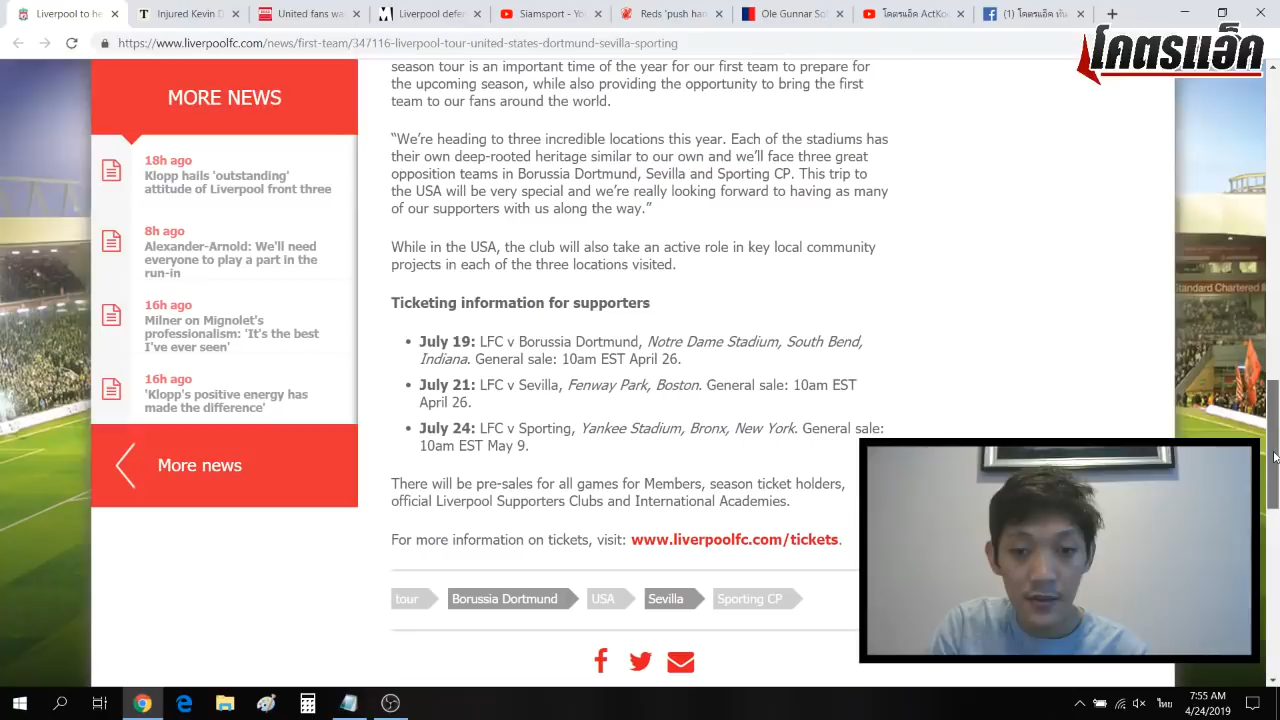 Liverpool to he
Injured Kevin D
United fans wa
Liverpool defer
Siamsport - Yo
Reds 'push har
Ole Gunnar Sol
โคตรแอ็ค
https://www.liverpoolfc.com/news/first-team/347116-liverpool-tour-united-states-dortmund-sevilla-sporting
โคตรแอ็ค
MORE NEWS
18h ago
Klopp hails 'outstanding'
attitude of Liverpool front three
8h ago
Alexander-Arnold: We'll need
everyone to play a part in the
run-in
16h ago
Milner on Mignolet's
professionalism: 'It's the best
I've ever seen'
16h ago
'Klopp's positive energy has
made the difference'
More news
season tour is an important time of the year for our first team to prepare for
the upcoming season, while also providing the opportunity to bring the first
team to our fans around the world.
“We’re heading to three incredible locations this year. Each of the stadiums has
their own deep-rooted heritage similar to our own and we’ll face three great
opposition teams in Borussia Dortmund, Sevilla and Sporting CP. This trip to
the USA will be very special and we’re really looking forward to having as many
of our supporters with us along the way.”
While in the USA, the club will also take an active role in key local community
projects in each of the three locations visited.
Ticketing information for supporters
• July 19: LFC v Borussia Dortmund, Notre Dame Stadium, South Bend,
Indiana. General sale: 10am EST April 26.
• July 21: LFC v Sevilla, Fenway Park, Boston. General sale: 10am EST
April 26.
• July 24: LFC v Sporting, Yankee Stadium, Bronx, New York. General sale:
10am EST May 9.
There will be pre-sales for all games for Members, season ticket holders,
official Liverpool Supporters Clubs and International Academies.
For more information on tickets, visit: www.liverpoolfc.com/tickets.
tour
Borussia Dortmund
USA
Sevilla
Sporting CP
Standard Chartered
ไทย
7:55 AM
4/24/2019